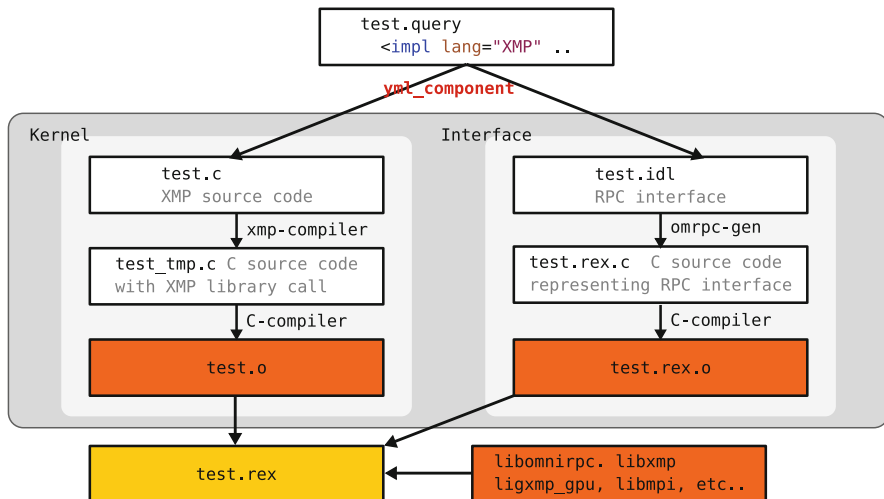 test.query
<impl lang="XMP" ..
yml_component
Kernel
Interface
test.c
XMP source code
test.idl
RPC interface
xmp-compiler
omrpc-gen
test_tmp.c C source code
with XMP library call
test.rex.c C source code
representing RPC interface
C-compiler
C-compiler
test.o
test.rex.o
test.rex
libomnirpc. libxmp
ligxmp_gpu, libmpi, etc..